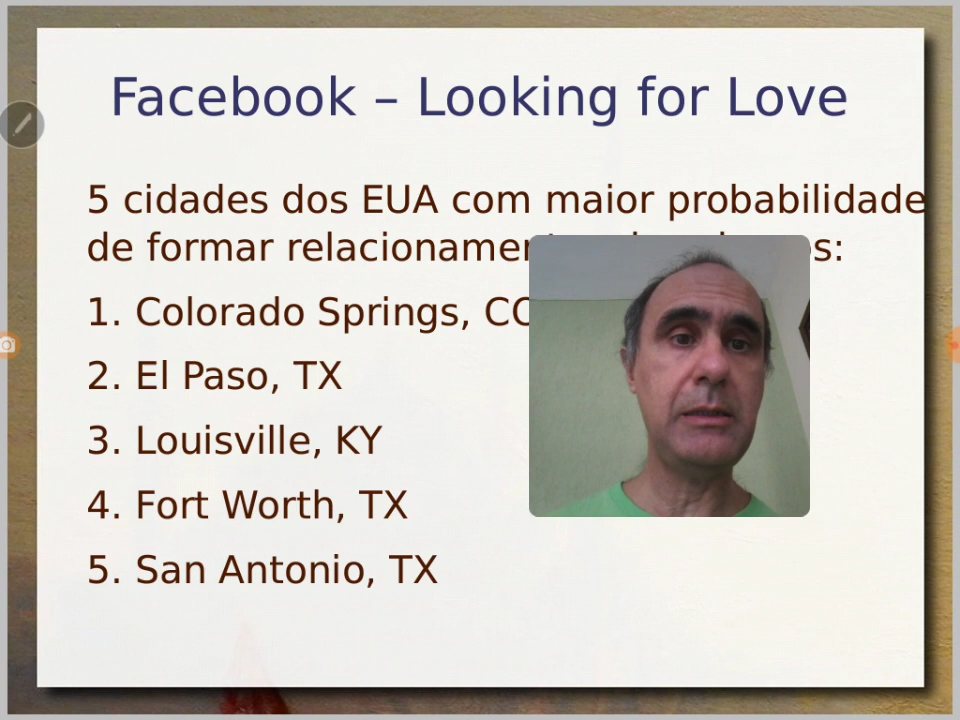 Facebook – Looking for Love
5 cidades dos EUA com maior probabilidade
de formar
1. Colorado Springs,
2. El Paso, TX
3. Louisville, KY
4. Fort Worth, TX
5. San Antonio, TX